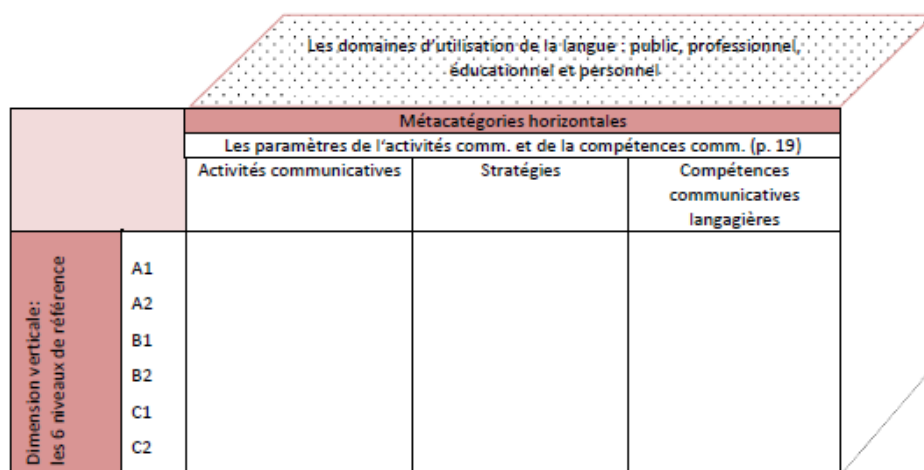 Les domaines d'utilisation de la langue : public, professionnel,
éducationnel et personnel
Métacatégories horizontales
Les paramètres de l'activités comm. et de la compétences comm. (p. 19)
Activités communicatives
Stratégies
Compétences
communicatives
langagières
Dimension verticale:
les 6 niveaux de référence
A1
A2
B1
B2
C1
C2